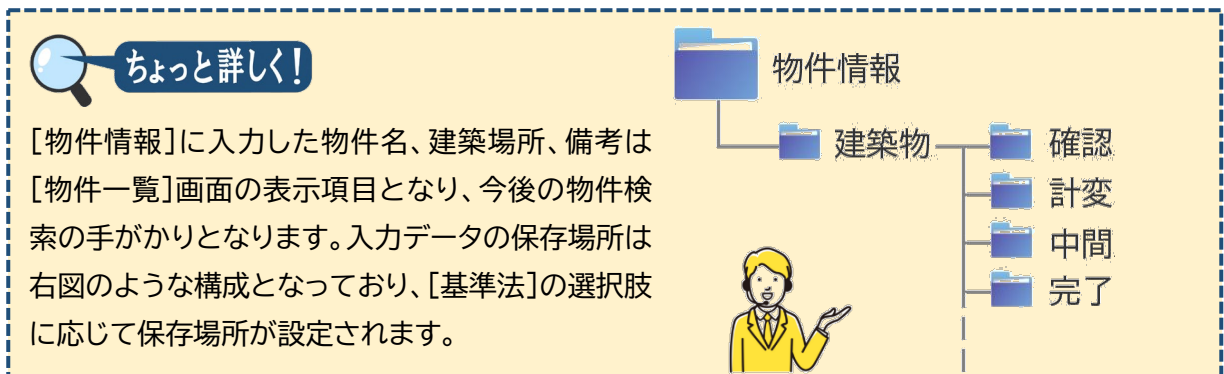 ちょっと詳しく!
[物件情報]に入力した物件名、建築場所、備考は
[物件一覧]画面の表示項目となり、今後の物件検
索の手がかりとなります。入力データの保存場所は
右図のような構成となっており、[基準法]の選択肢
に応じて保存場所が設定されます。
物件情報
建築物
確認
計変
中間
完了